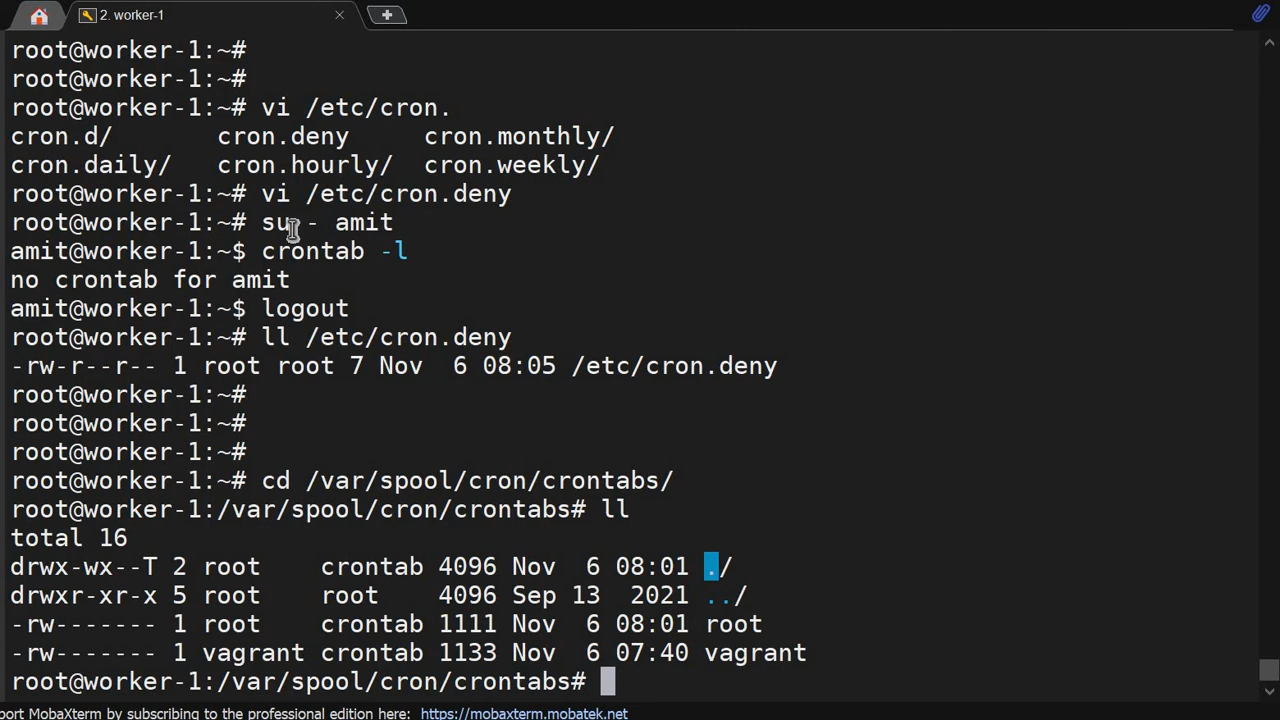 2. worker-1
root@worker-1:~#
root@worker-1:~#
root@worker-1:~# vi /etc/cron.
cron.d/       cron.deny     cron.monthly/
cron.daily/   cron.hourly/  cron.weekly/
root@worker-1:~# vi /etc/cron.deny
root@worker-1:~# su - amit
amit@worker-1:~$ crontab -l
no crontab for amit
amit@worker-1:~$ logout
root@worker-1:~# ll /etc/cron.deny
-rw-r--r-- 1 root root 7 Nov  6 08:05 /etc/cron.deny
root@worker-1:~#
root@worker-1:~#
root@worker-1:~#
root@worker-1:~# cd /var/spool/cron/crontabs/
root@worker-1:/var/spool/cron/crontabs# ll
total 16
drwx-wx--T 2 root    crontab 4096 Nov  6 08:01 ./
drwxr-xr-x 5 root    root    4096 Sep 13  2021 ../
-rw------- 1 root    crontab 1111 Nov  6 08:01 root
-rw------- 1 vagrant crontab 1133 Nov  6 07:40 vagrant
root@worker-1:/var/spool/cron/crontabs#
port MobaXterm by subscribing to the professional edition here: https://mobaxterm.mobatek.net